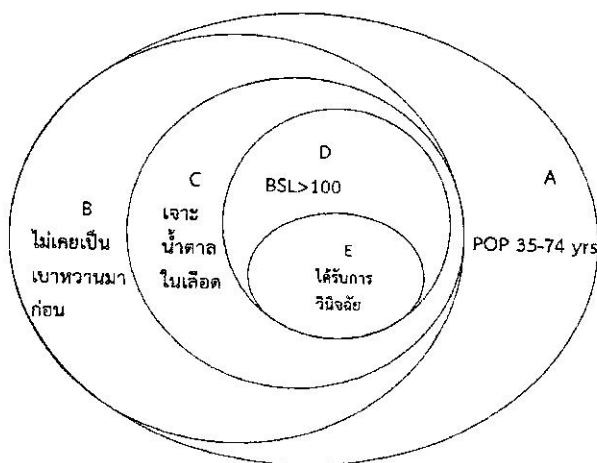 B
ไม่เคยเป็น
เบาหวานมา
ก่อน
C
เจาะ
น้ำตาล
ในเลือด
D
BSL>100
E
ได้รับการ
วินิจฉัย
A
POP 35-74 yrs